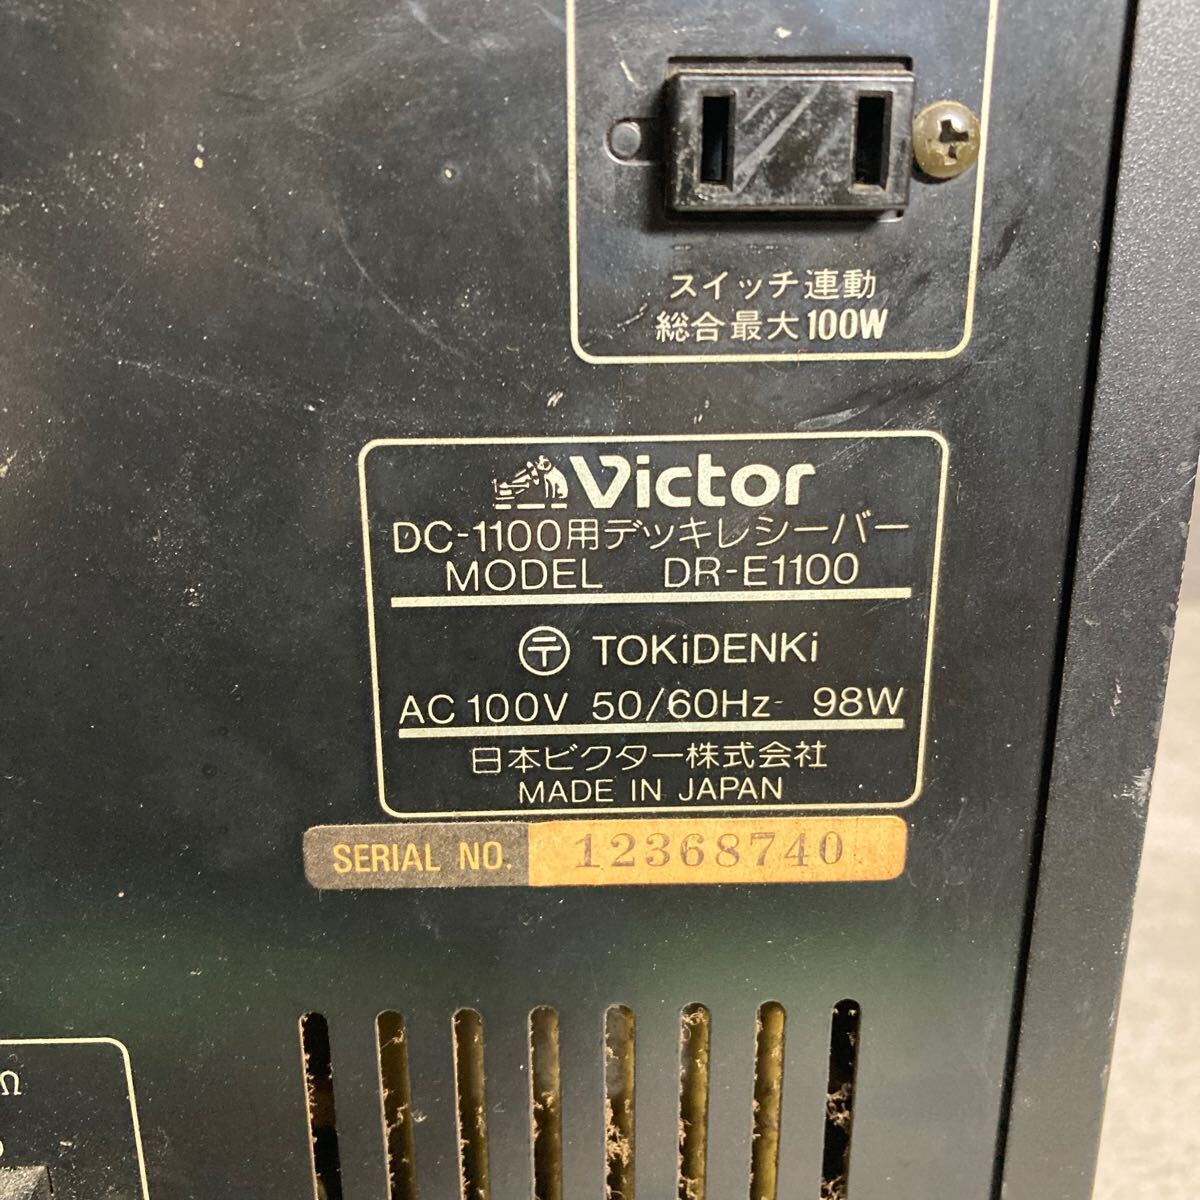 スイッチ連動
総合最大100W
Victor
DC-1100用デッキレシーバー
MODEL DR-E1100
〒 TOKiDENKi
AC 100V 50/60Hz 98W
日本ビクター株式会社
MADE IN JAPAN
SERIAL NO. 12368740
Ω